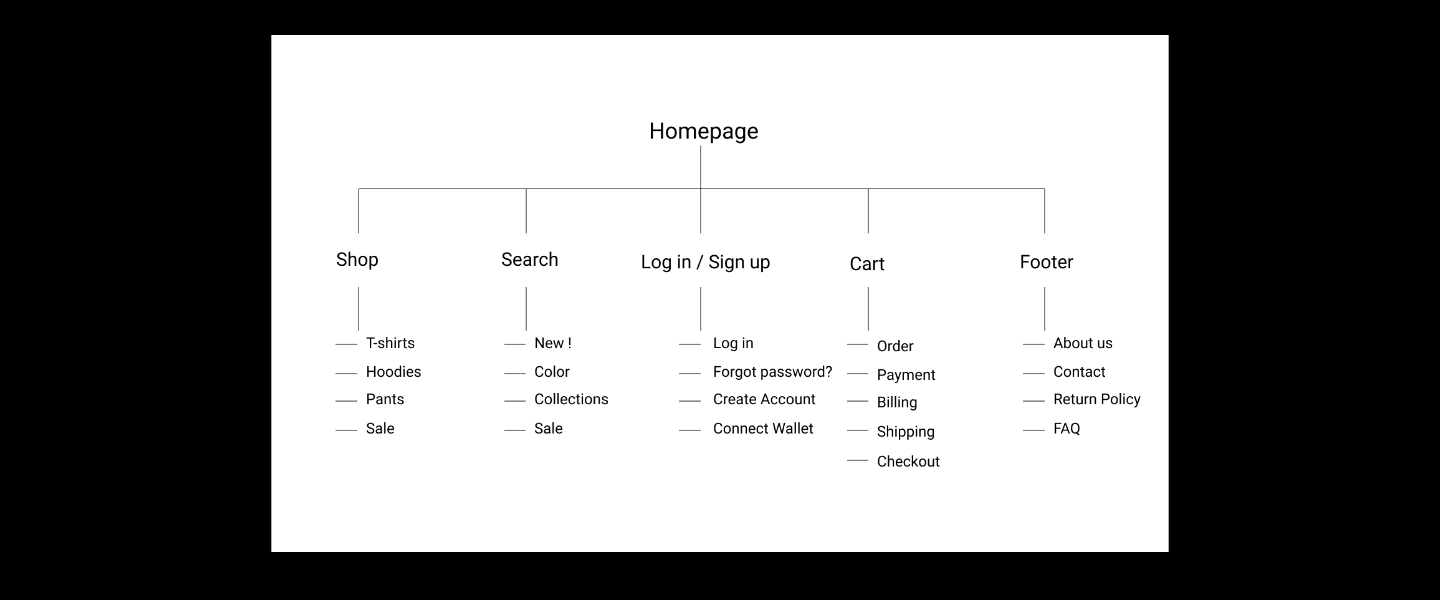 Homepage
Shop
Search
Log in / Sign up
Cart
Footer
T-shirts
Hoodies
Pants
Sale
New !
Color
Collections
Sale
Log in
Forgot password?
Create Account
Connect Wallet
Order
Payment
Billing
Shipping
Checkout
About us
Contact
Return Policy
FAQ